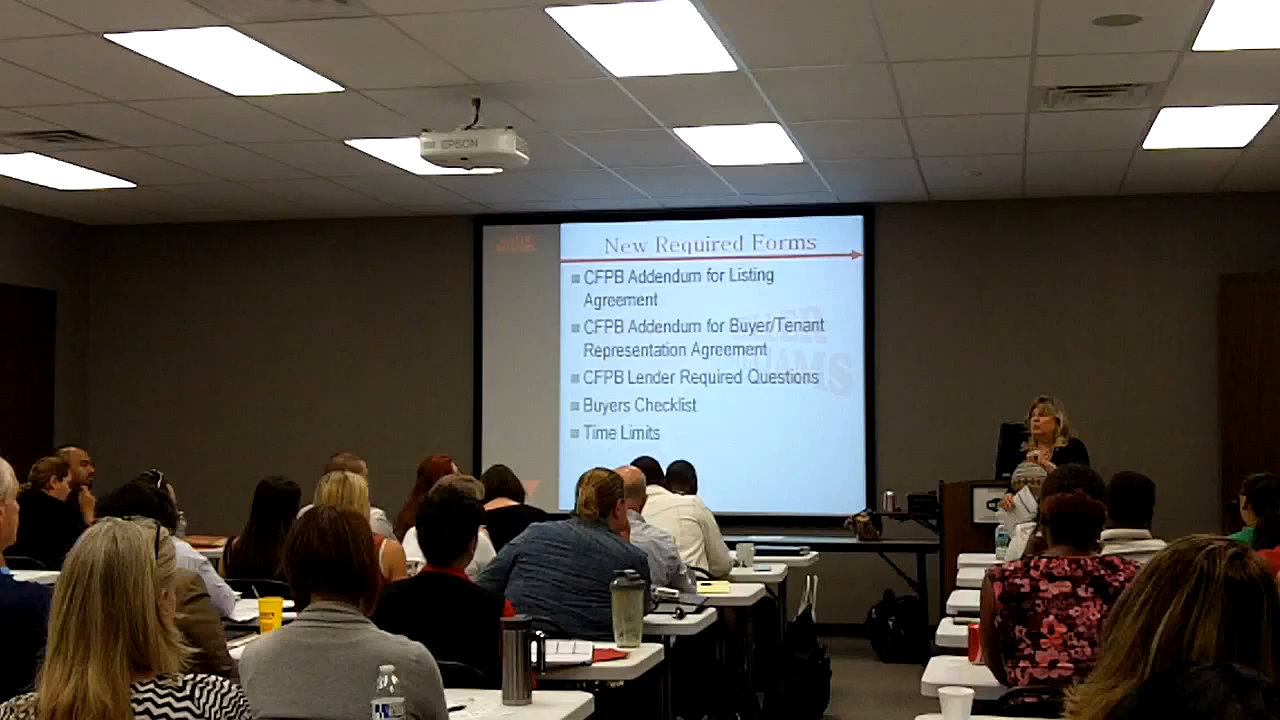 EPSON
New Required Forms
CFPB Addendum for Listing
Agreement
CFPB Addendum for Buyer/Tenant
Representation Agreement
CFPB Lender Required Questions
Buyers Checklist
Time Limits